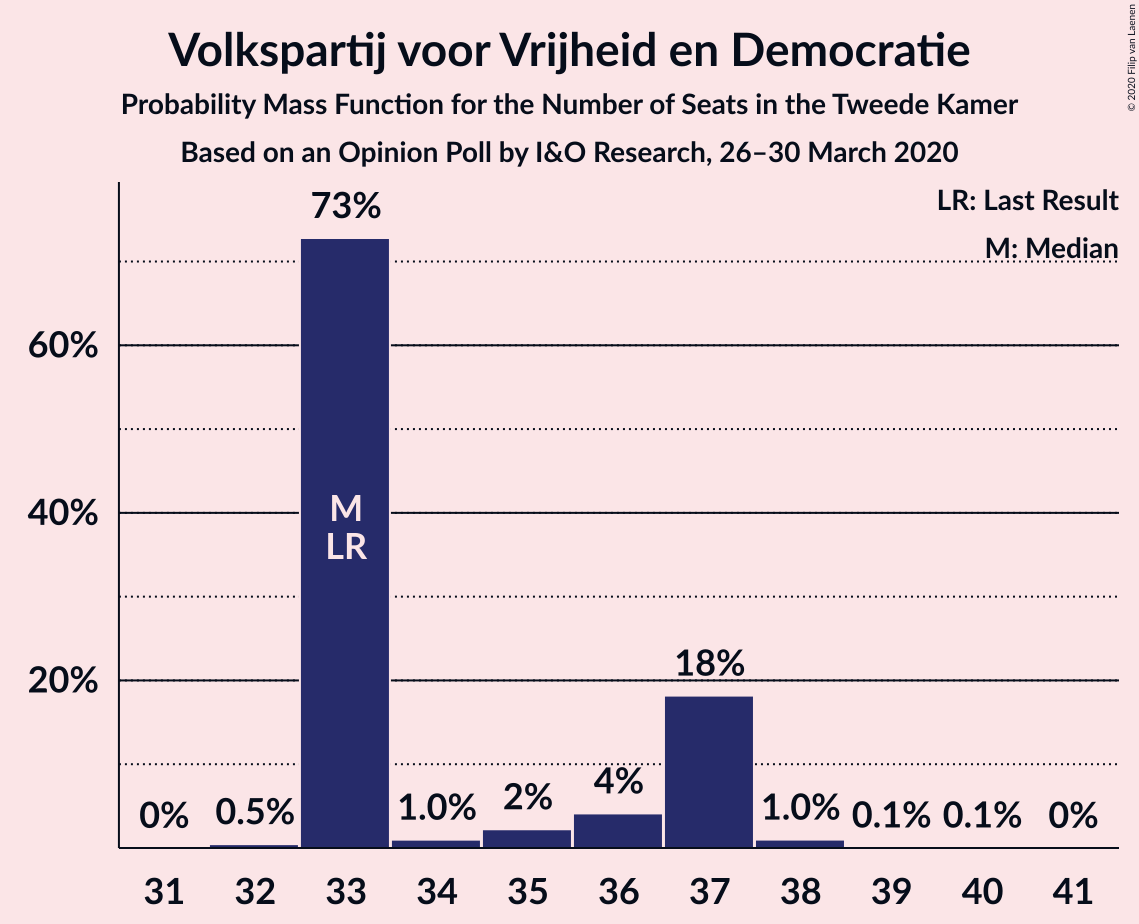 Volkspartij voor Vrijheid en Democratie
Probability Mass Function for the Number of Seats in the Tweede Kamer
Based on an Opinion Poll by I&O Research, 26–30 March 2020
© 2020 Filip van Laenen
LR: Last Result
M: Median
60%
40%
20%
0%
0.5%
73%
M
LR
1.0%
2%
4%
18%
1.0%
0.1%
0.1%
0%
31 32 33 34 35 36 37 38 39 40 41